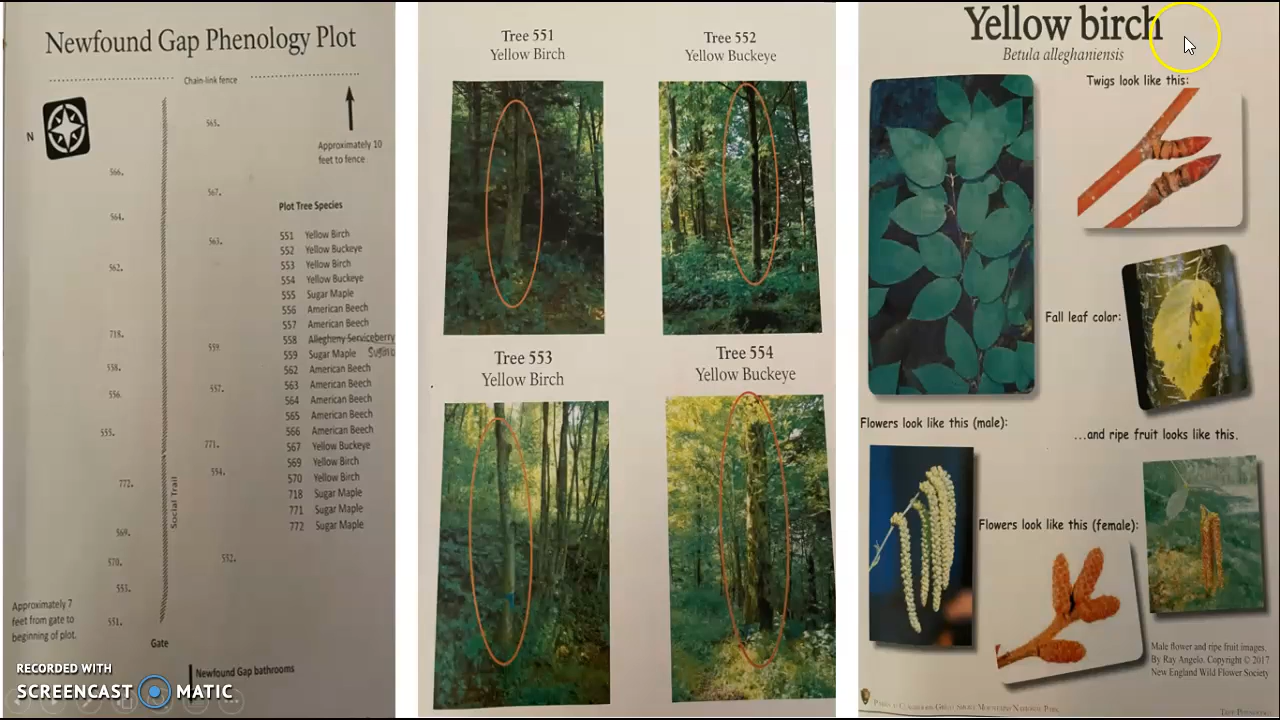 Newfound Gap Phenology Plot
Chain-link fence
N
565.
Approximately 10
feet to fence
566.
567.
Plot Tree Species
564.
563.
551 Yellow Birch
552 Yellow Buckeye
553 Yellow Birch
562.
554 Yellow Buckeye
555 Sugar Maple
556 American Beech
557 American Beech
718.
558 Allegheny Serviceberry
559.
559 Sugar Maple
558.
562 American Beech
563 American Beech
557.
556.
564 American Beech
565 American Beech
555.
566 American Beech
771.
567 Yellow Buckeye
569 Yellow Birch
554.
570 Yellow Birch
772.
718 Sugar Maple
771 Sugar Maple
772 Sugar Maple
Social Trail
569.
570.
552.
553.
Approximately 7
feet from gate to
beginning of plot.
551.
Gate
Newfound Gap bathrooms
RECORDED WITH
SCREENCAST MATIC
Tree 551
Yellow Birch
Tree 552
Yellow Buckeye
Tree 553
Yellow Birch
Tree 554
Yellow Buckeye
Yellow birch
Betula alleghaniensis
Twigs look like this:
Fall leaf color:
Flowers look like this (male):
...and ripe fruit looks like this.
Flowers look like this (female):
Male flower and ripe fruit images.
By Ray Angelo. Copyright © 2017
New England Wild Flower Society
Tree Phenology